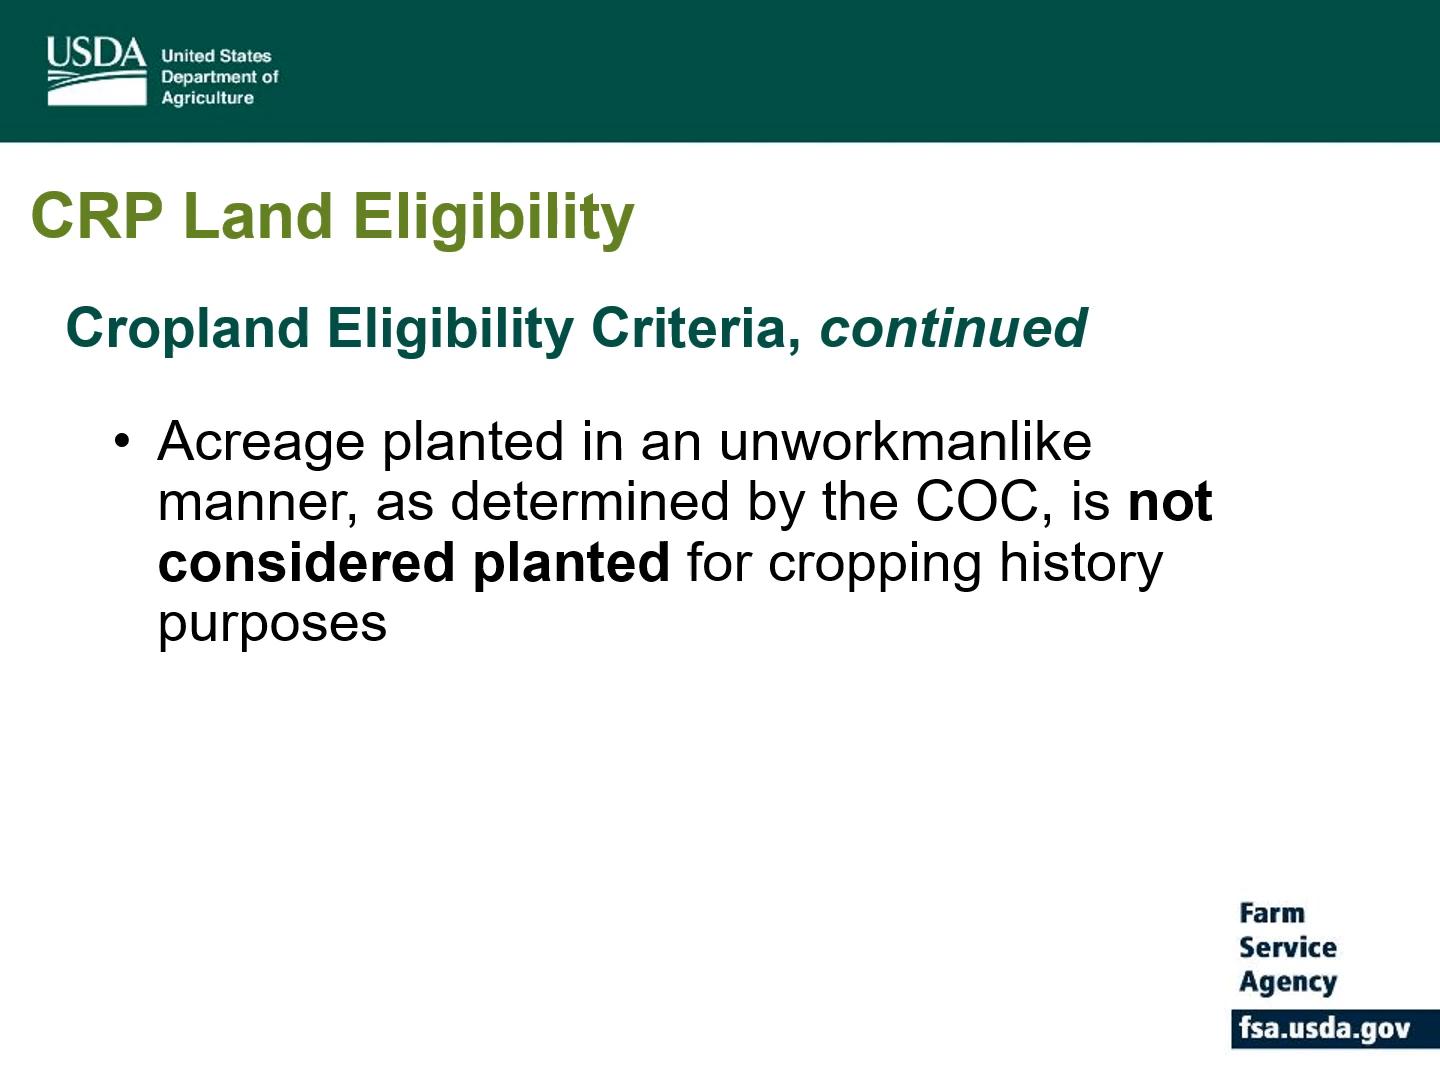 USDA
United States
Department of
Agriculture
CRP Land Eligibility
Cropland Eligibility Criteria, continued
• Acreage planted in an unworkmanlike
manner, as determined by the COC, is not
considered planted for cropping history
purposes
Farm
Service
Agency
fsa.usda.gov